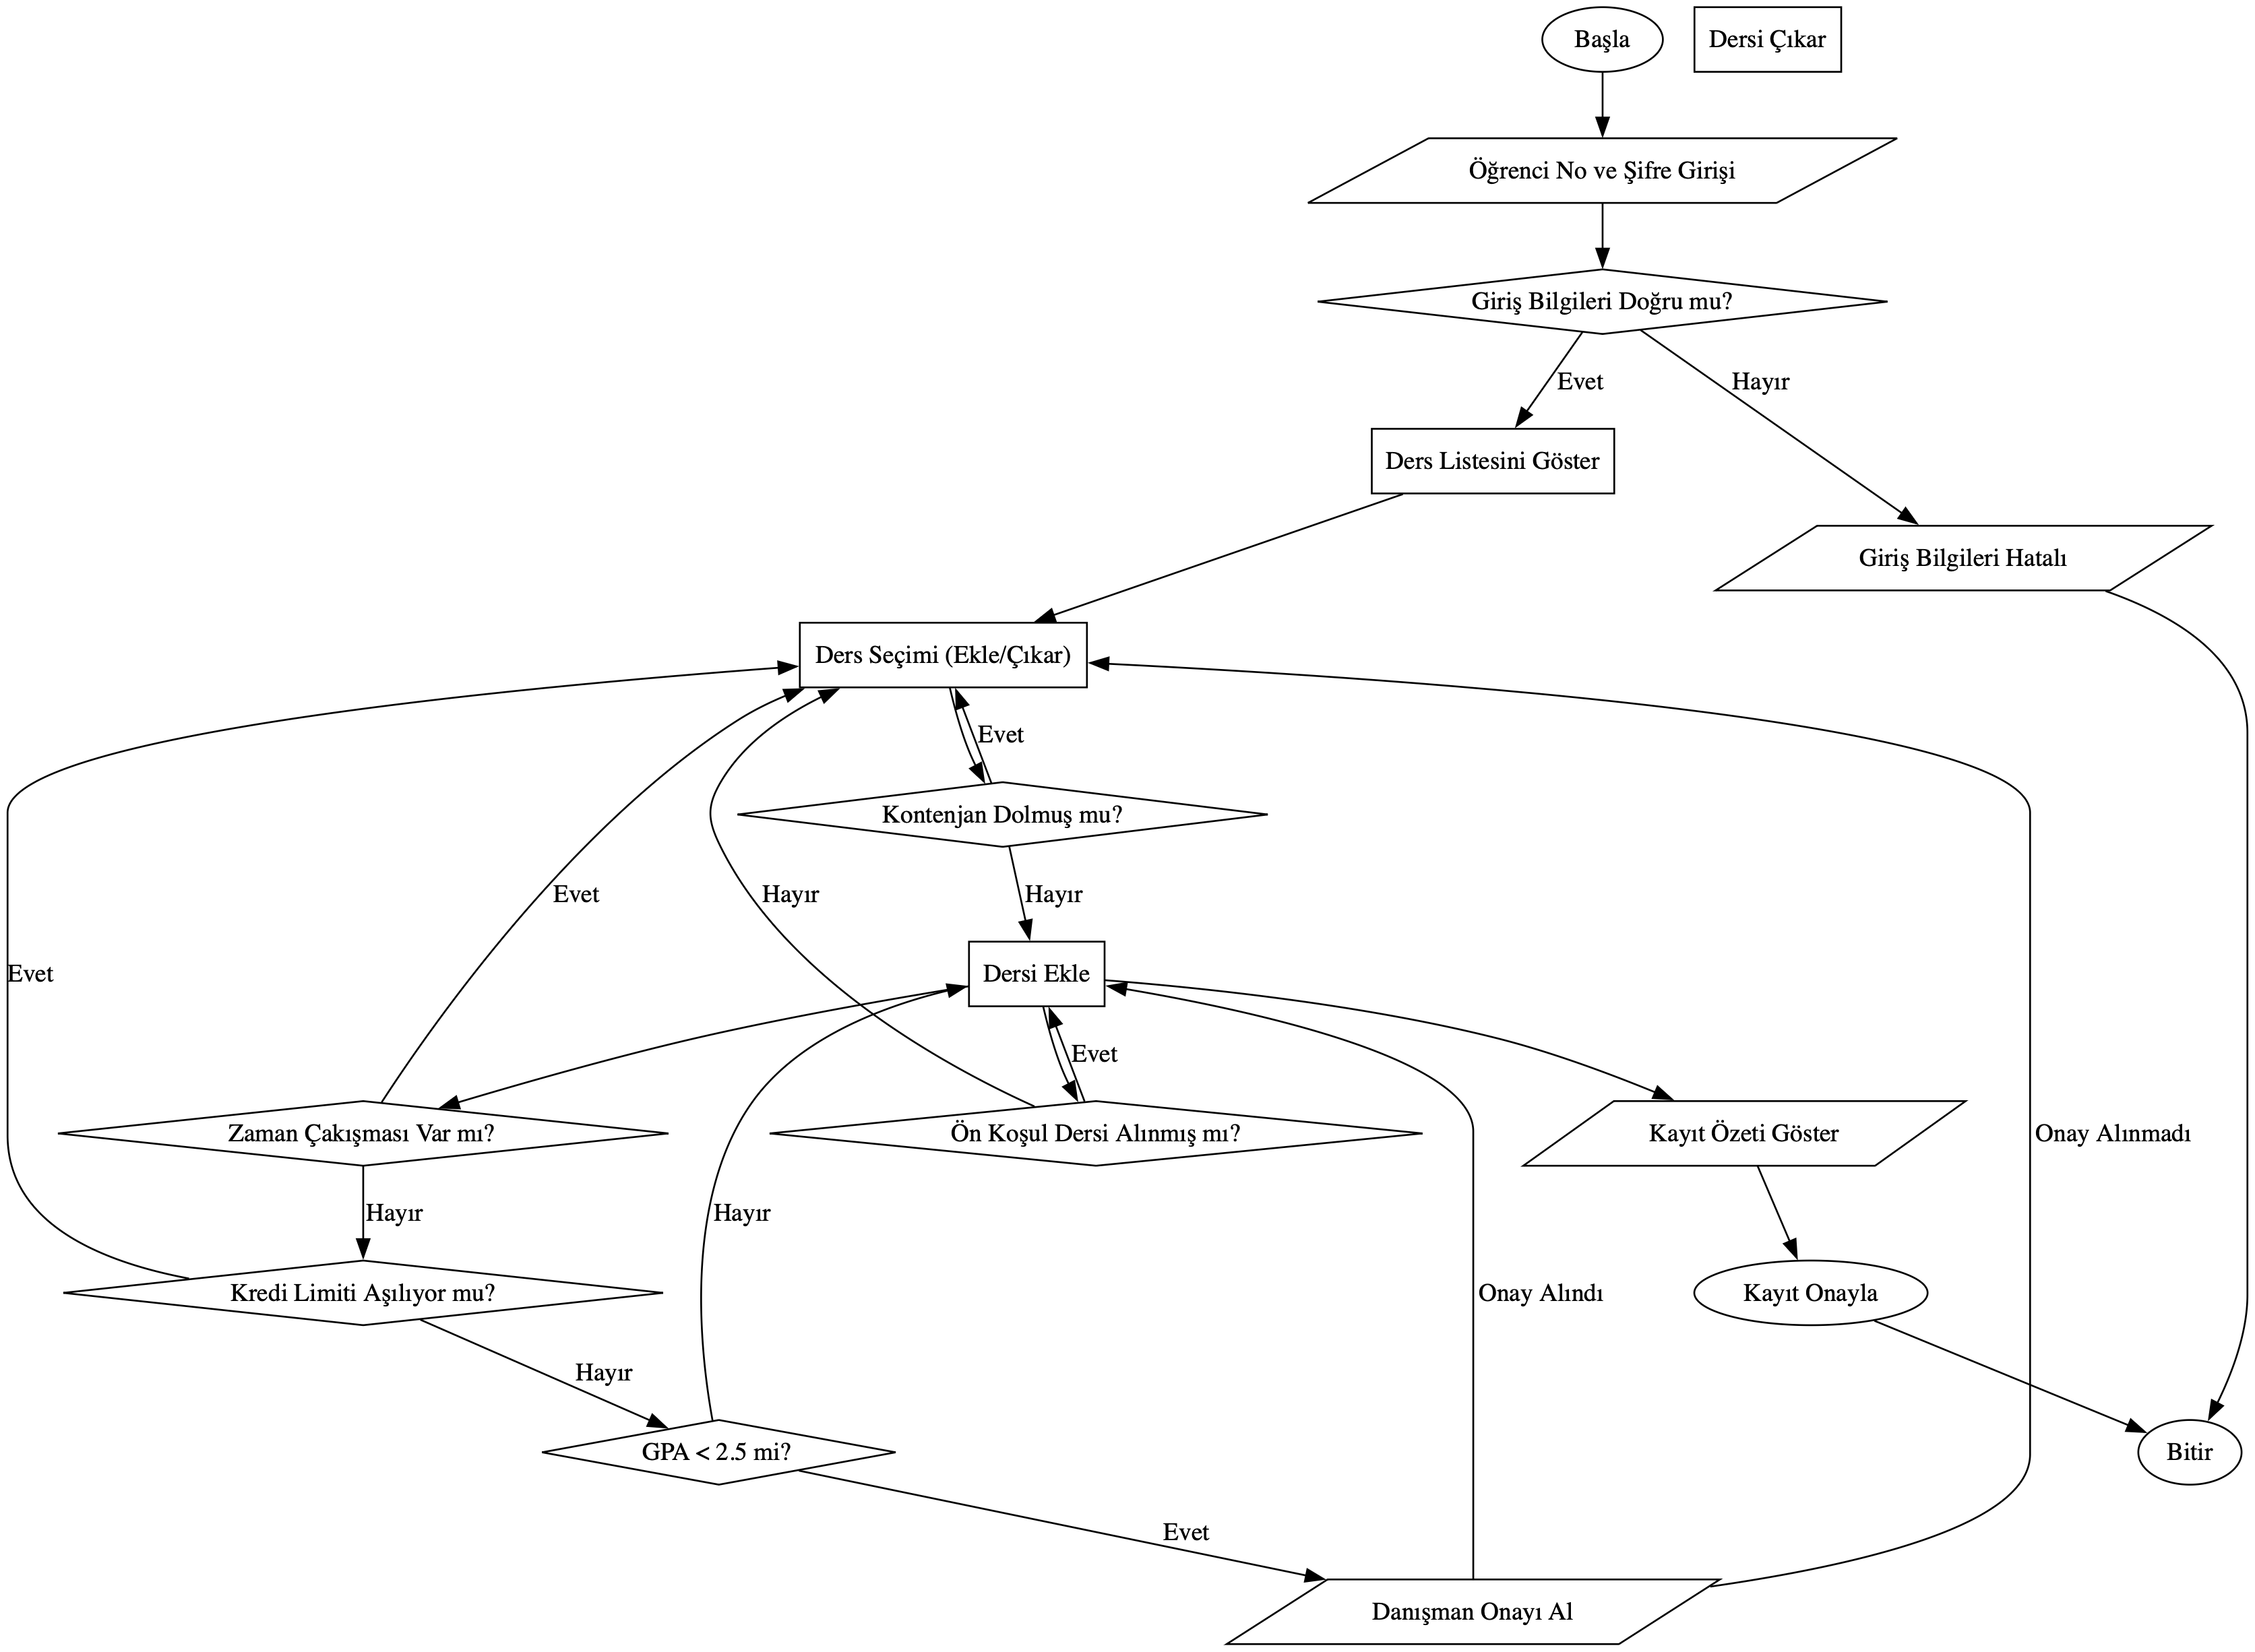 Başla
Dersi Çıkar
Öğrenci No ve Şifre Girişi
Giriş Bilgileri Doğru mu?
Evet
Hayır
Ders Listesini Göster
Giriş Bilgileri Hatalı
Ders Seçimi (Ekle/Çıkar)
Evet
Kontenjan Dolmuş mu?
Evet
Hayır
Hayır
Evet
Dersi Ekle
Evet
Zaman Çakışması Var mı?
Ön Koşul Dersi Alınmış mı?
Kayıt Özeti Göster
Onay Alınmadı
Hayır
Hayır
Kredi Limiti Aşılıyor mu?
Onay Alındı
Kayıt Onayla
Hayır
GPA < 2.5 mi?
Bitir
Evet
Danışman Onayı Al